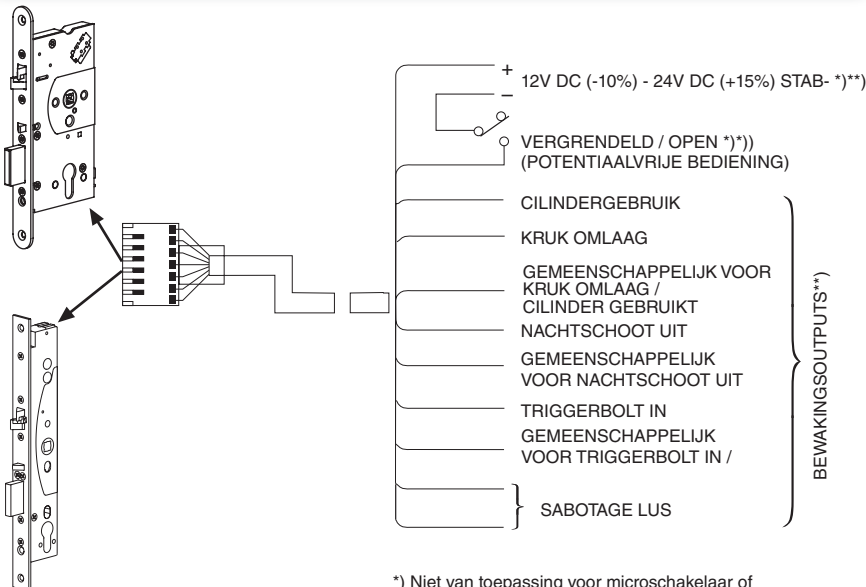 +
12V DC (-10%) - 24V DC (+15%) STAB- *)**)
–
VERGRENDELD / OPEN *)*))
(POTENTIAALVRIJE BEDIENING)
CILINDERGEBRUIK
KRUK OMLAAG
GEMEENSCHAPPELIJK VOOR
KRUK OMLAAG /
CILINDER GEBRUIKT
NACHTSCHOOT UIT
GEMEENSCHAPPELIJK
VOOR NACHTSCHOOT UIT
TRIGGERBOLT IN
GEMEENSCHAPPELIJK
VOOR TRIGGERBOLT IN /
SABOTAGE LUS
BEWAKINGSOUTPUTS**)
*) Niet van toepassing voor microschakelaar of